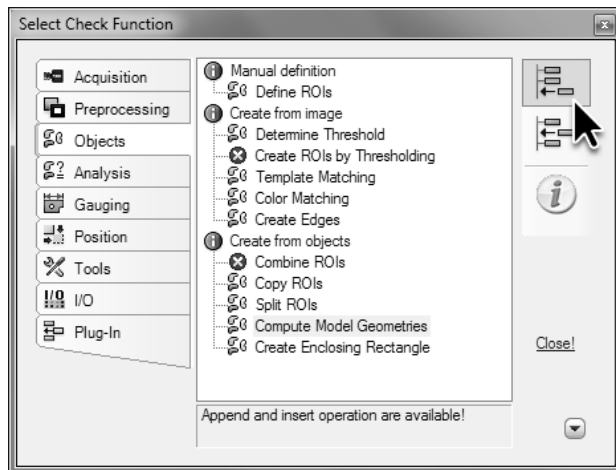 Select Check Function
Acquisition
Preprocessing
Objects
Analysis
Gauging
Position
Tools
I/O
Plug-In
Manual definition
Define ROIs
Create from image
Determine Threshold
Create ROIs by Thresholding
Template Matching
Color Matching
Create Edges
Create from objects
Combine ROIs
Copy ROIs
Split ROIs
Compute Model Geometries
Create Enclosing Rectangle
Close!
Append and insert operation are available!